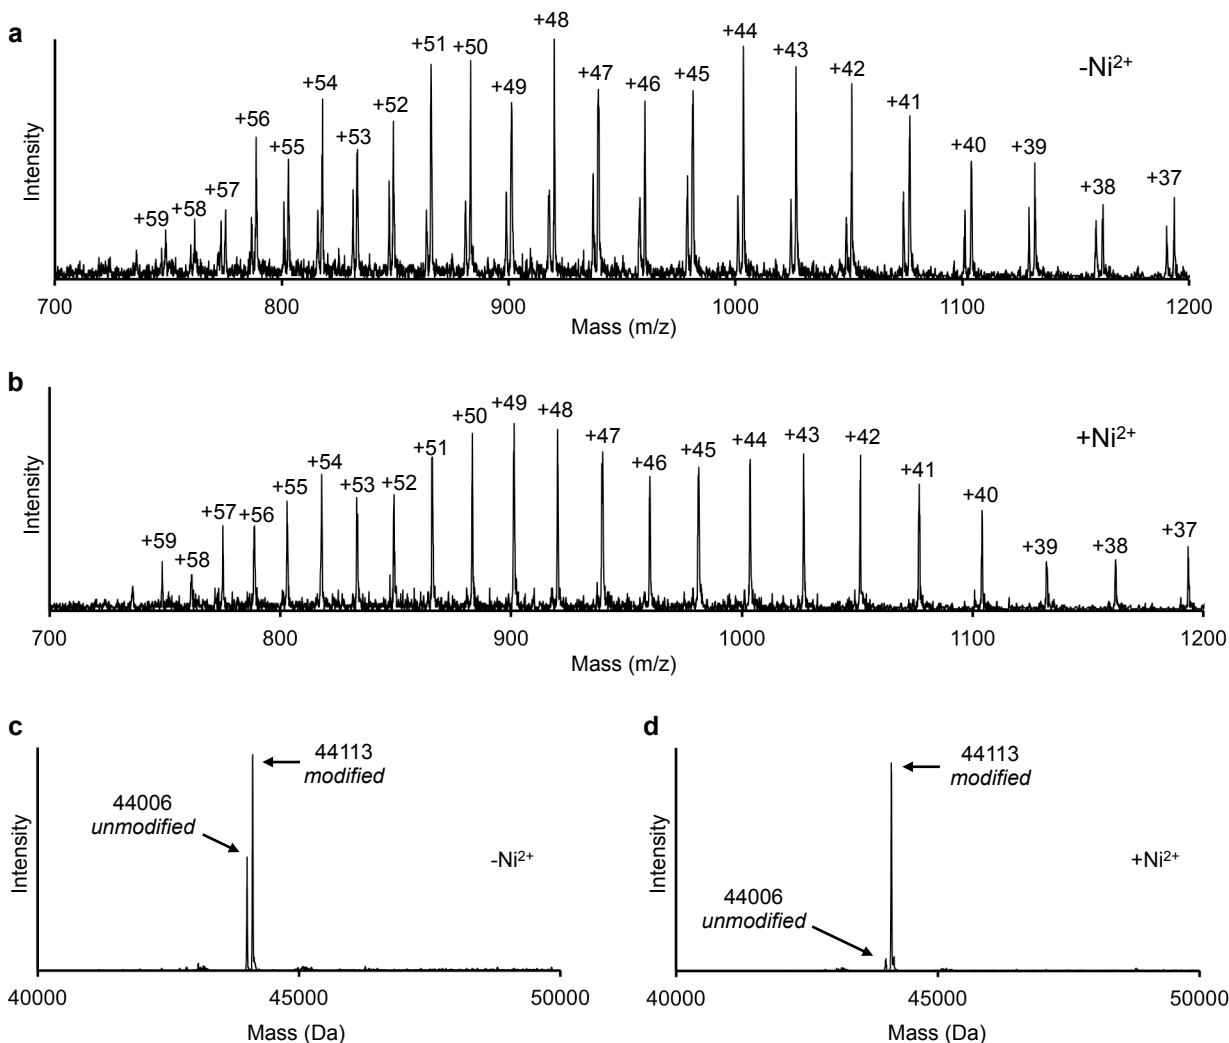 a
-Ni²⁺
Intensity
+59
+58
+57
+56
+55
+54
+53
+52
+51
+50
+49
+48
+47
+46
+45
+44
+43
+42
+41
+40
+39
+38
+37
700 800 900 1000 1100 1200
Mass (m/z)
b
+Ni²⁺
Intensity
+59
+58
+57
+56
+55
+54
+53
+52
+51
+50
+49
+48
+47
+46
+45
+44
+43
+42
+41
+40
+39
+38
+37
700 800 900 1000 1100 1200
Mass (m/z)
c
44113
modified
44006
unmodified
-Ni²⁺
Intensity
40000 45000 50000
Mass (Da)
d
44113
modified
44006
unmodified
+Ni²⁺
Intensity
40000 45000 50000
Mass (Da)